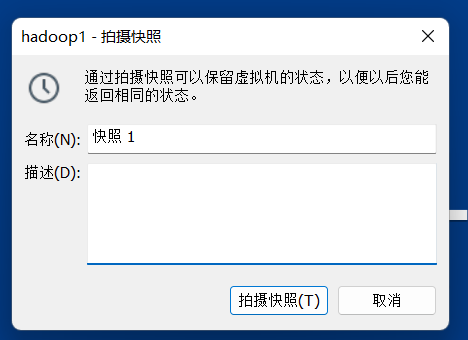 hadoop1 - 拍摄快照
通过拍摄快照可以保留虚拟机的状态，以便以后您能
返回相同的状态。
名称(N): 快照 1
描述(D):
拍摄快照(T) 取消